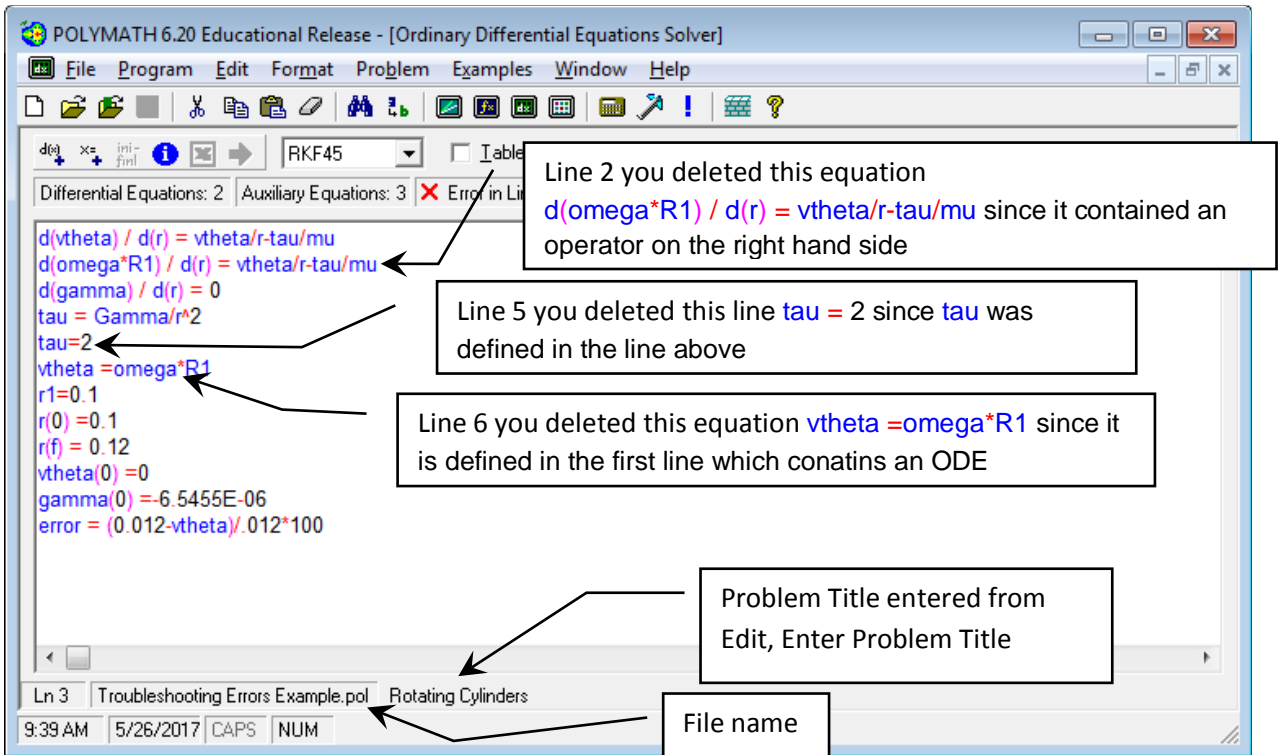 POLYMATH 6.20 Educational Release - [Ordinary Differential Equations Solver]
File Program Edit Format Problem Examples Window Help
d(x) x= ini- finl RKF45 Table
Differential Equations: 2 Auxiliary Equations: 3 Error in Lin
Line 2 you deleted this equation
d(omega*R1) / d(r) = vtheta/r-tau/mu since it contained an
operator on the right hand side
d(vtheta) / d(r) = vtheta/r-tau/mu
d(omega*R1) / d(r) = vtheta/r-tau/mu
d(gamma) / d(r) = 0
tau = Gamma/r^2
tau=2
vtheta =omega*R1
r1=0.1
r(0) =0.1
r(f) = 0.12
vtheta(0) =0
gamma(0) =-6.5455E-06
error = (0.012-vtheta)/.012*100
Line 5 you deleted this line tau = 2 since tau was
defined in the line above
Line 6 you deleted this equation vtheta =omega*R1 since it
is defined in the first line which conatins an ODE
Problem Title entered from
Edit, Enter Problem Title
Ln 3 Troubleshooting Errors Example.pol Rotating Cylinders
File name
9:39 AM 5/26/2017 CAPS NUM